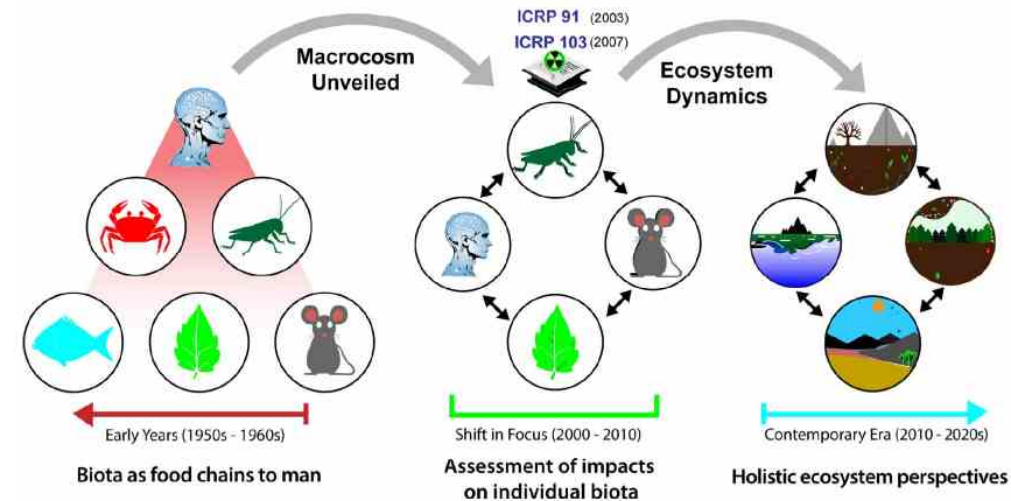 ICRP 91 (2003)
ICRP 103 (2007)
Macrocosm
Unveiled
Ecosystem
Dynamics
Early Years (1950s - 1960s)
Shift in Focus (2000 - 2010)
Contemporary Era (2010 - 2020s)
Biota as food chains to man
Assessment of impacts
on individual biota
Holistic ecosystem perspectives